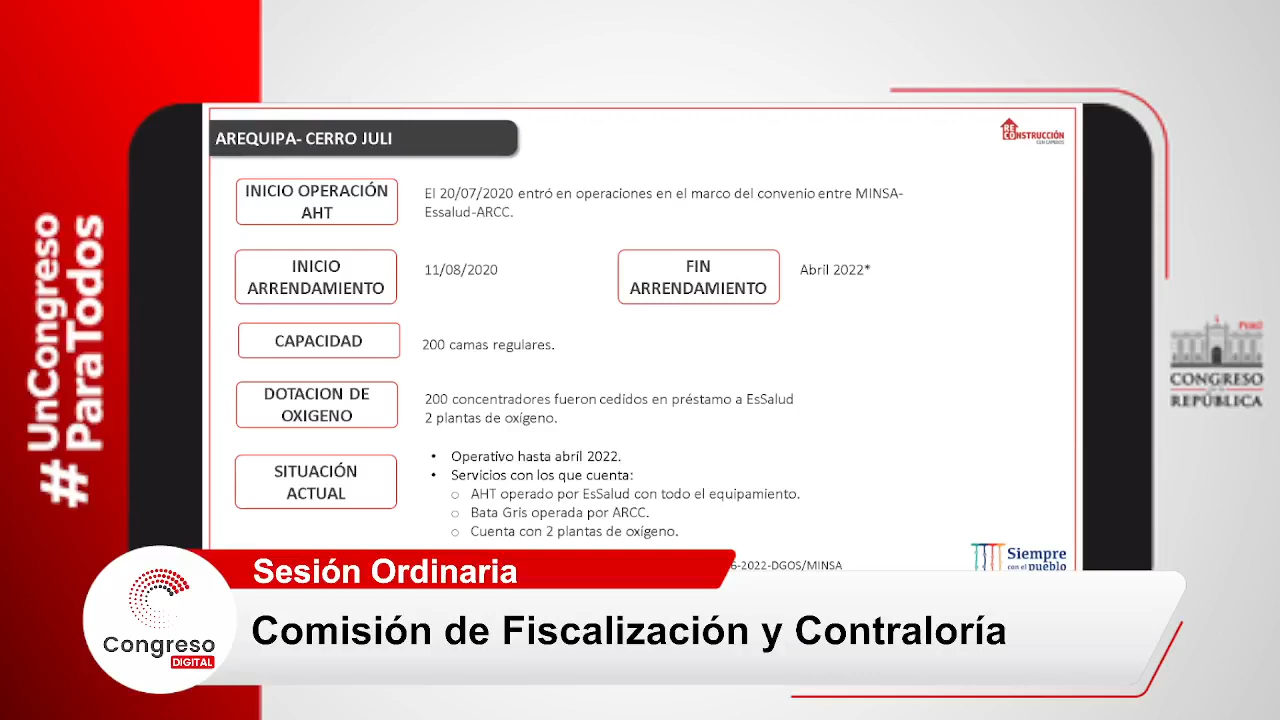 #UnCongreso
ParaTodos
AREQUIPA- CERRO JULI
RECONSTRUCCIÓN
CON CAMBIOS
INICIO OPERACIÓN
AHT
El 20/07/2020 entró en operaciones en el marco del convenio entre MINSA-
Essalud-ARCC.
INICIO
ARRENDAMIENTO
11/08/2020
FIN
ARRENDAMIENTO
Abril 2022*
CAPACIDAD
200 camas regulares.
DOTACION DE
OXIGENO
200 concentradores fueron cedidos en préstamo a EsSalud
2 plantas de oxígeno.
SITUACIÓN
ACTUAL
• Operativo hasta abril 2022.
• Servicios con los que cuenta:
○ AHT operado por EsSalud con todo el equipamiento.
○ Bata Gris operada por ARCC.
○ Cuenta con 2 plantas de oxígeno.
6-2022-DGOS/MINSA
Siempre
con el pueblo
PERÚ
CONGRESO
REPÚBLICA
Sesión Ordinaria
Comisión de Fiscalización y Contraloría
Congreso
DIGITAL